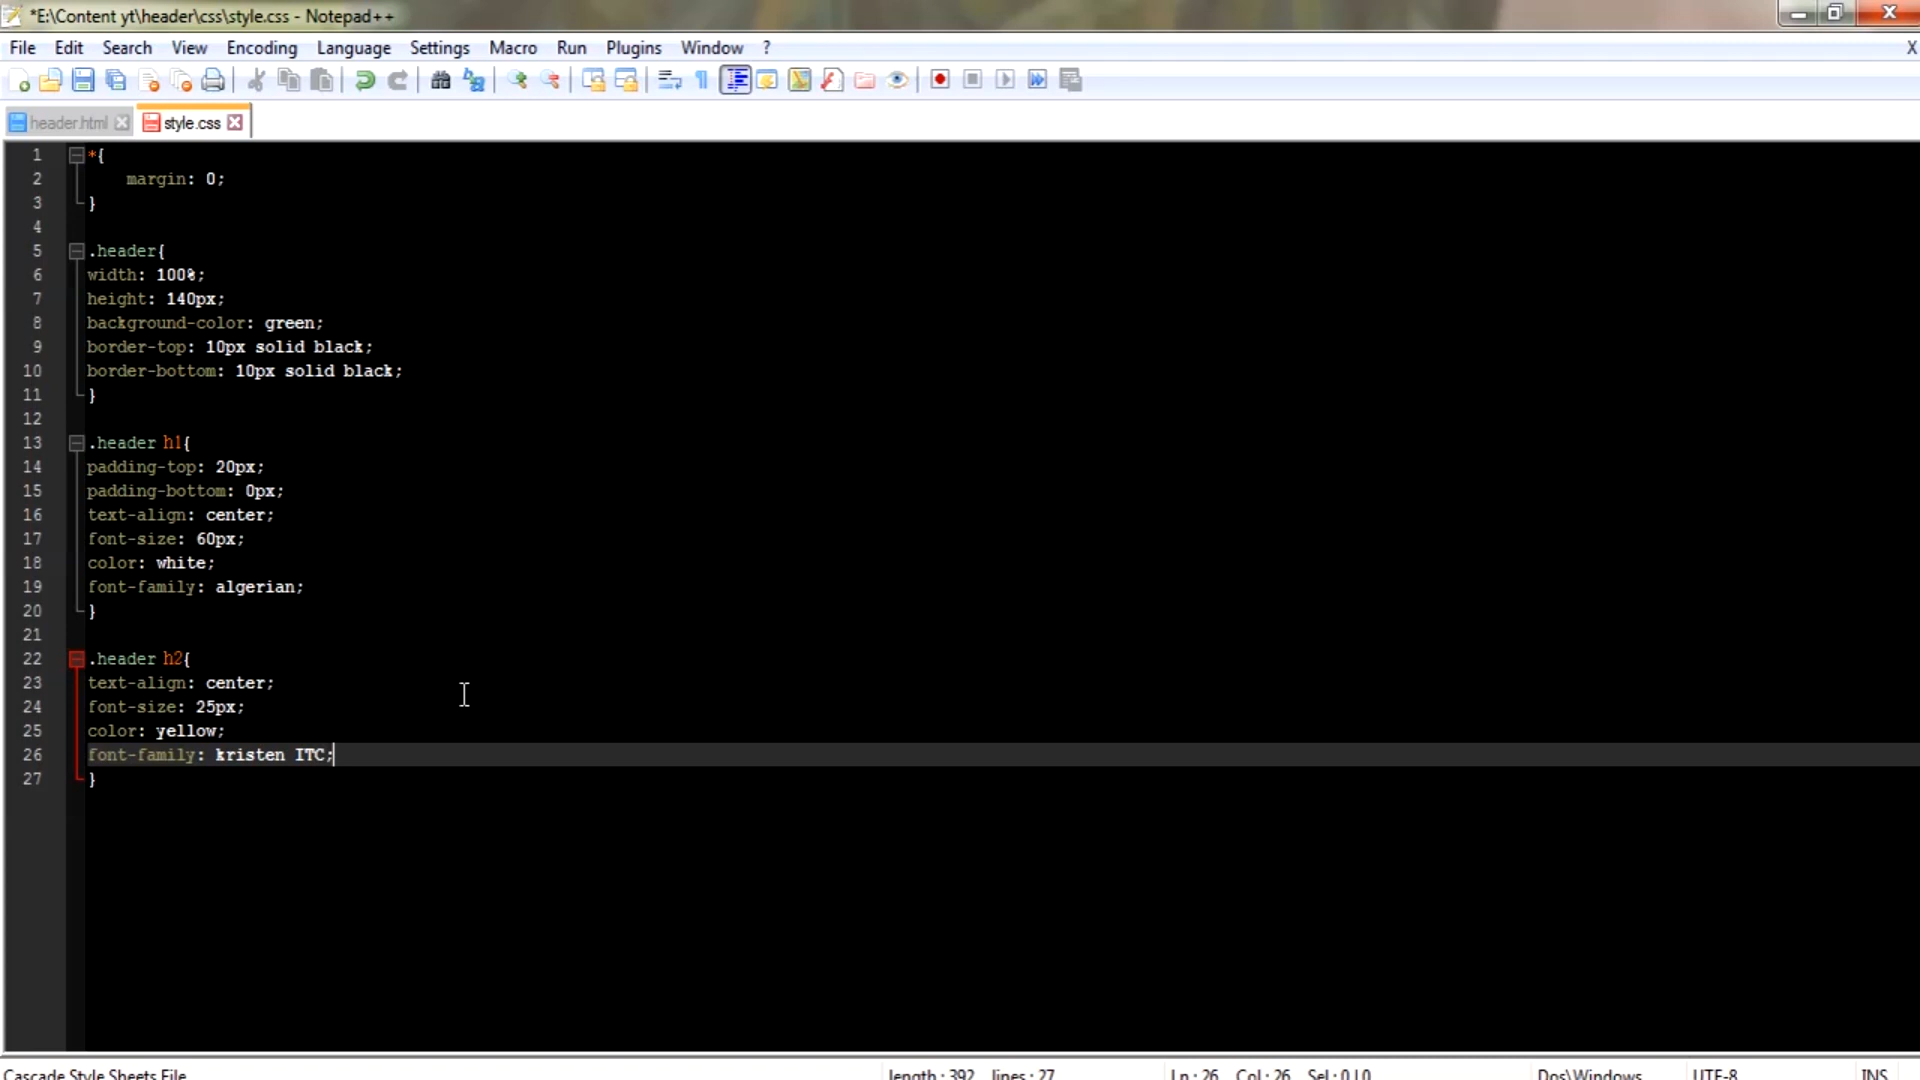 *E:\Content yt\header\css\style.css - Notepad++
File Edit Search View Encoding Language Settings Macro Run Plugins Window ? X
header.html style.css
1 *{
2 margin: 0;
3 }
4
5 .header{
6 width: 100%;
7 height: 140px;
8 background-color: green;
9 border-top: 10px solid black;
10 border-bottom: 10px solid black;
11 }
12
13 .header h1{
14 padding-top: 20px;
15 padding-bottom: 0px;
16 text-align: center;
17 font-size: 60px;
18 color: white;
19 font-family: algerian;
20 }
21
22 .header h2{
23 text-align: center;
24 font-size: 25px;
25 color: yellow;
26 font-family: kristen ITC;
27 }
Cascade Style Sheets File length : 392 lines : 27 Ln : 26 Col : 26 Sel : 0 | 0 Dos\Windows UTF-8 INS